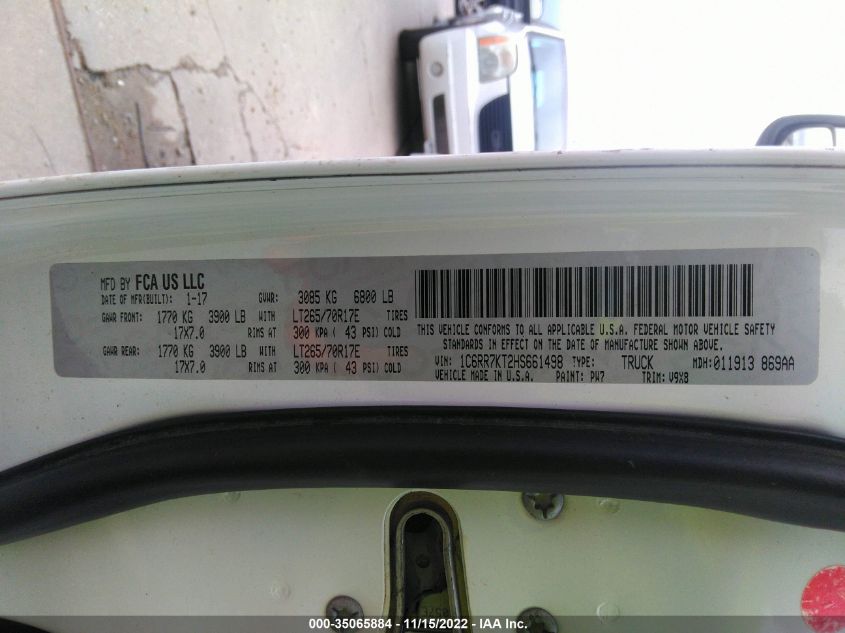 MFD BY FCA US LLC
DATE OF MFR(BUILT): 1-17 GVWR: 3085 KG 6800 LB
GAWR FRONT: 1770 KG 3900 LB WITH LT265/70R17E TIRES
17X7.0 RIMS AT 300 KPA ( 43 PSI) COLD
GAWR REAR: 1770 KG 3900 LB WITH LT265/70R17E TIRES
17X7.0 RIMS AT 300 KPA ( 43 PSI) COLD
THIS VEHICLE CONFORMS TO ALL APPLICABLE U.S.A. FEDERAL MOTOR VEHICLE SAFETY
STANDARDS IN EFFECT ON THE DATE OF MANUFACTURE SHOWN ABOVE.
VIN: 1C6RR7KT2HS661498 TYPE: TRUCK MDH: 011913 869AA
VEHICLE MADE IN U.S.A. PAINT: PW7 TRIM: V9X8
000-35065884 - 11/15/2022 - IAA Inc.